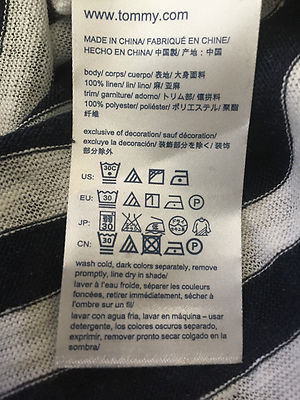 www.tommy.com
MADE IN CHINA/ FABRIQUÉ EN CHINE/
HECHO EN CHINA/ 中国製/ 产地：中国
body/ corps/ cuerpo/ 表地/ 大身面料
100% linen/ lin/ lino/ 麻/ 亚麻
trim/ garniture/ adorno/ トリム部/ 镶拼料
100% polyester/ poliéster/ ポリエステル/ 聚酯
纤维
exclusive of decoration/ sauf décoration/
excluye la decoración/ 装飾部分を除く/ 装饰
部分除外
US: 30C
EU: 30
JP: 30
CN: 30
wash cold, dark colors separately, remove
promptly, line dry in shade/
laver à l'eau froide, séparer les couleurs
foncées, retirer immédiatement, sécher à
l'ombre sur un fil/
lavar con agua fría, lavar en máquina – usar
detergente, los colores oscuros separado,
exprimir, remover pronto secar colgado en la
sombra/